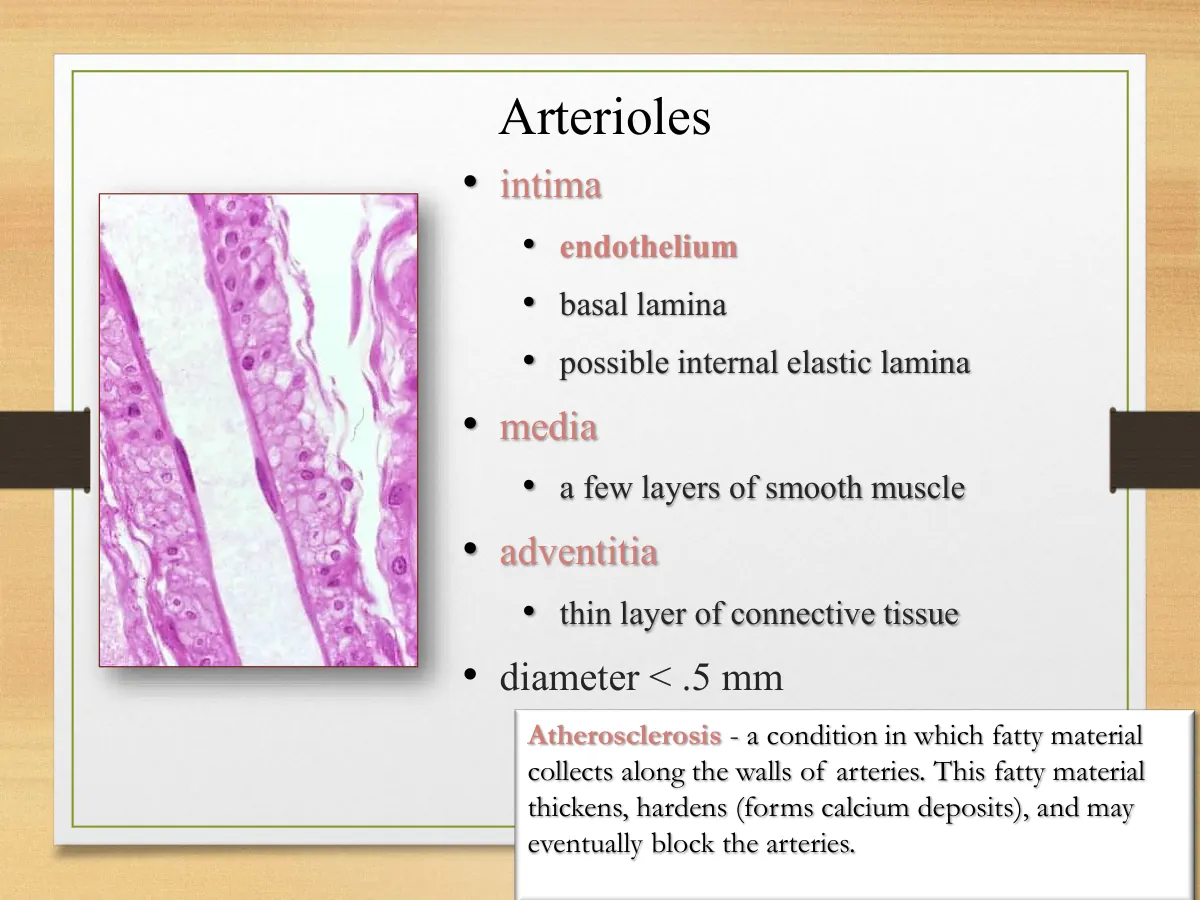 Arterioles
• intima
• endothelium
• basal lamina
• possible internal elastic lamina
• media
• a few layers of smooth muscle
• adventitia
• thin layer of connective tissue
• diameter < .5 mm
Atherosclerosis - a condition in which fatty material
collects along the walls of arteries. This fatty material
thickens, hardens (forms calcium deposits), and may
eventually block the arteries.